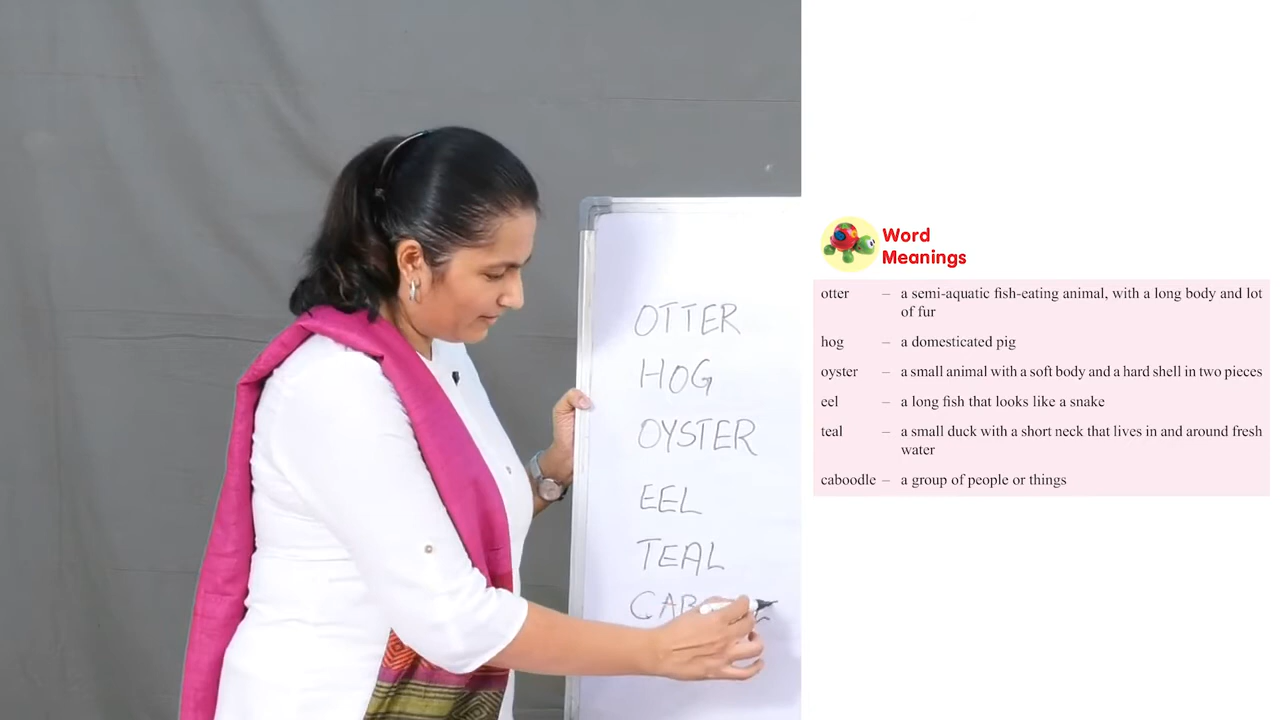 OTTER
HOG
OYSTER
EEL
TEAL
Word
Meanings
otter – a semi-aquatic fish-eating animal, with a long body and lot
of fur
hog – a domesticated pig
oyster – a small animal with a soft body and a hard shell in two pieces
eel – a long fish that looks like a snake
teal – a small duck with a short neck that lives in and around fresh
water
caboodle – a group of people or things